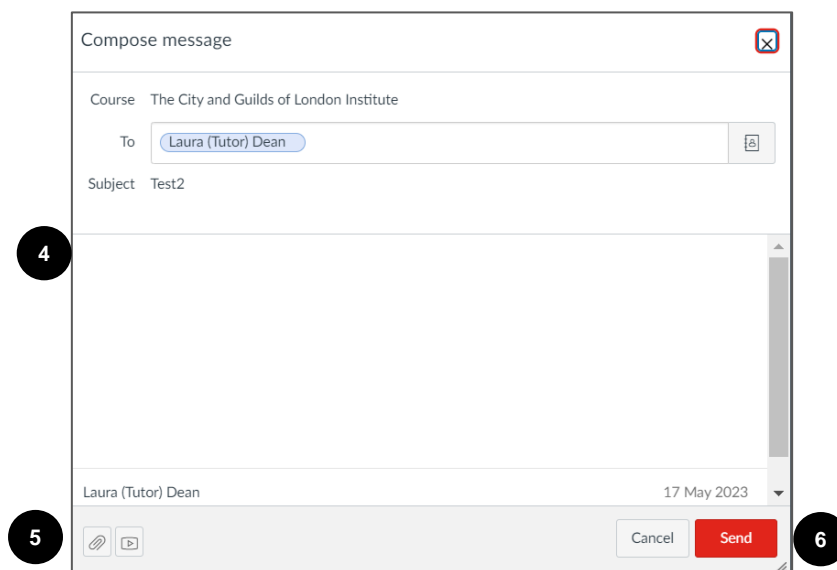 Compose message
Course The City and Guilds of London Institute
To Laura (Tutor) Dean
Subject Test2
4
Laura (Tutor) Dean 17 May 2023
5 Cancel Send 6